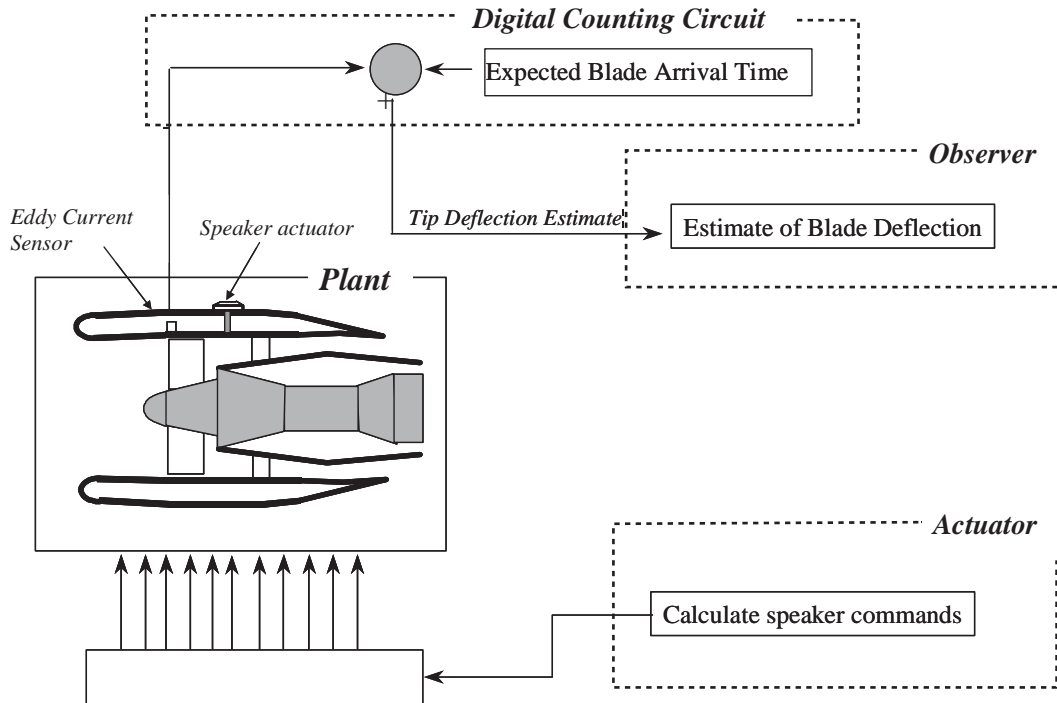 Digital Counting Circuit
Expected Blade Arrival Time
+
Observer
Eddy Current
Sensor
Speaker actuator
Tip Deflection Estimate
Estimate of Blade Deflection
Plant
Actuator
Calculate speaker commands